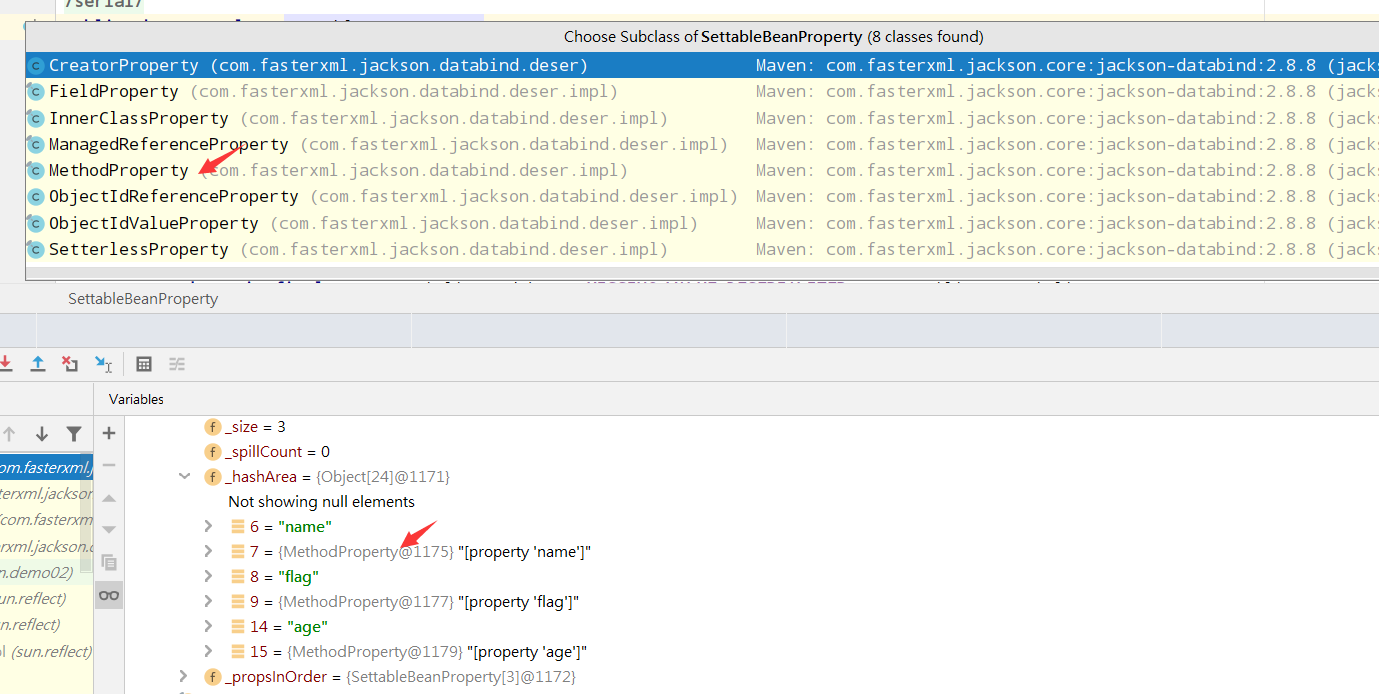 /serial/
Choose Subclass of SettableBeanProperty (8 classes found)
CreatorProperty (com.fasterxml.jackson.databind.deser) Maven: com.fasterxml.jackson.core:jackson-databind:2.8.8 (jacks
FieldProperty (com.fasterxml.jackson.databind.deser.impl) Maven: com.fasterxml.jackson.core:jackson-databind:2.8.8 (jacks
InnerClassProperty (com.fasterxml.jackson.databind.deser.impl) Maven: com.fasterxml.jackson.core:jackson-databind:2.8.8 (jacks
ManagedReferenceProperty (com.fasterxml.jackson.databind.deser.impl) Maven: com.fasterxml.jackson.core:jackson-databind:2.8.8 (jacks
MethodProperty (com.fasterxml.jackson.databind.deser.impl) Maven: com.fasterxml.jackson.core:jackson-databind:2.8.8 (jacks
ObjectIdReferenceProperty (com.fasterxml.jackson.databind.deser.impl) Maven: com.fasterxml.jackson.core:jackson-databind:2.8.8 (jacks
ObjectIdValueProperty (com.fasterxml.jackson.databind.deser.impl) Maven: com.fasterxml.jackson.core:jackson-databind:2.8.8 (jacks
SetterlessProperty (com.fasterxml.jackson.databind.deser.impl) Maven: com.fasterxml.jackson.core:jackson-databind:2.8.8 (jacks
SettableBeanProperty
Variables
_size = 3
_spillCount = 0
om.fasterxml.j
_hashArea = {Object[24]@1171}
terxml.jackson
Not showing null elements
(com.fasterxm
6 = "name"
erxml.jackson.c
7 = {MethodProperty@1175} "[property 'name']"
n.demo02)
8 = "flag"
un.reflect)
9 = {MethodProperty@1177} "[property 'flag']"
n.reflect)
14 = "age"
l (sun.reflect)
15 = {MethodProperty@1179} "[property 'age']"
_propsInOrder = {SettableBeanProperty[3]@1172}